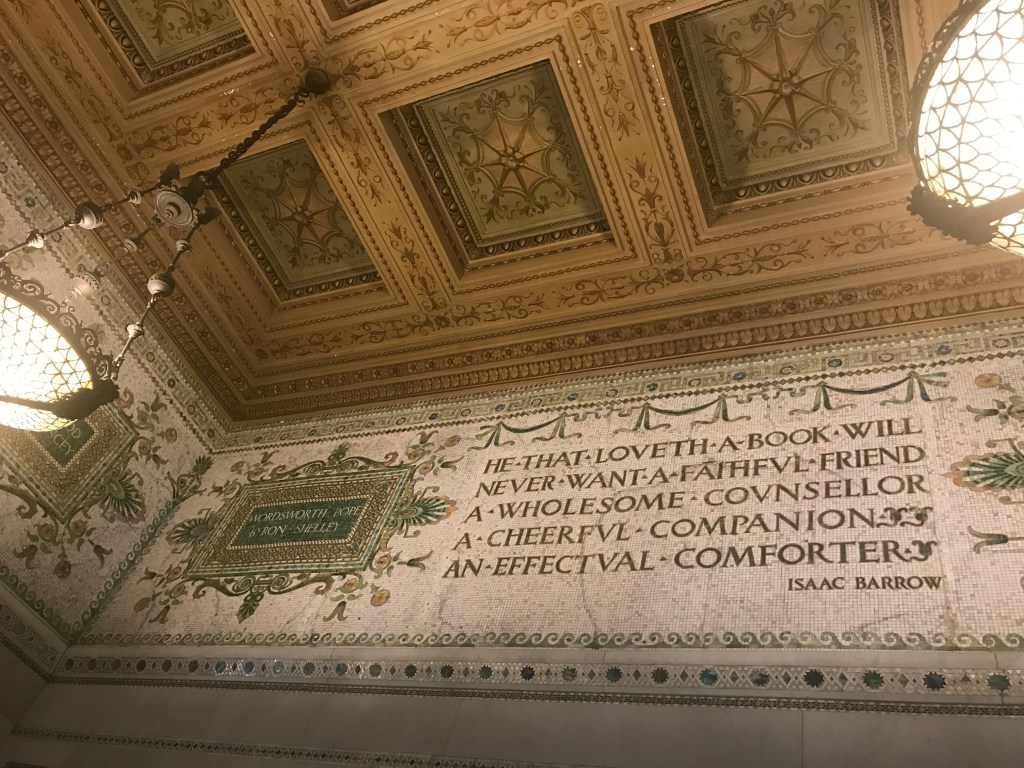 WORDSWORTH POPE
BYRON SHELLEY
HE·THAT·LOVETH·A·BOOK·WILL
NEVER·WANT·A·FAITHFVL·FRIEND
A·WHOLESOME·COVNSELLOR
A·CHEERFVL·COMPANION
AN·EFFECTVAL·COMFORTER·
ISAAC BARROW